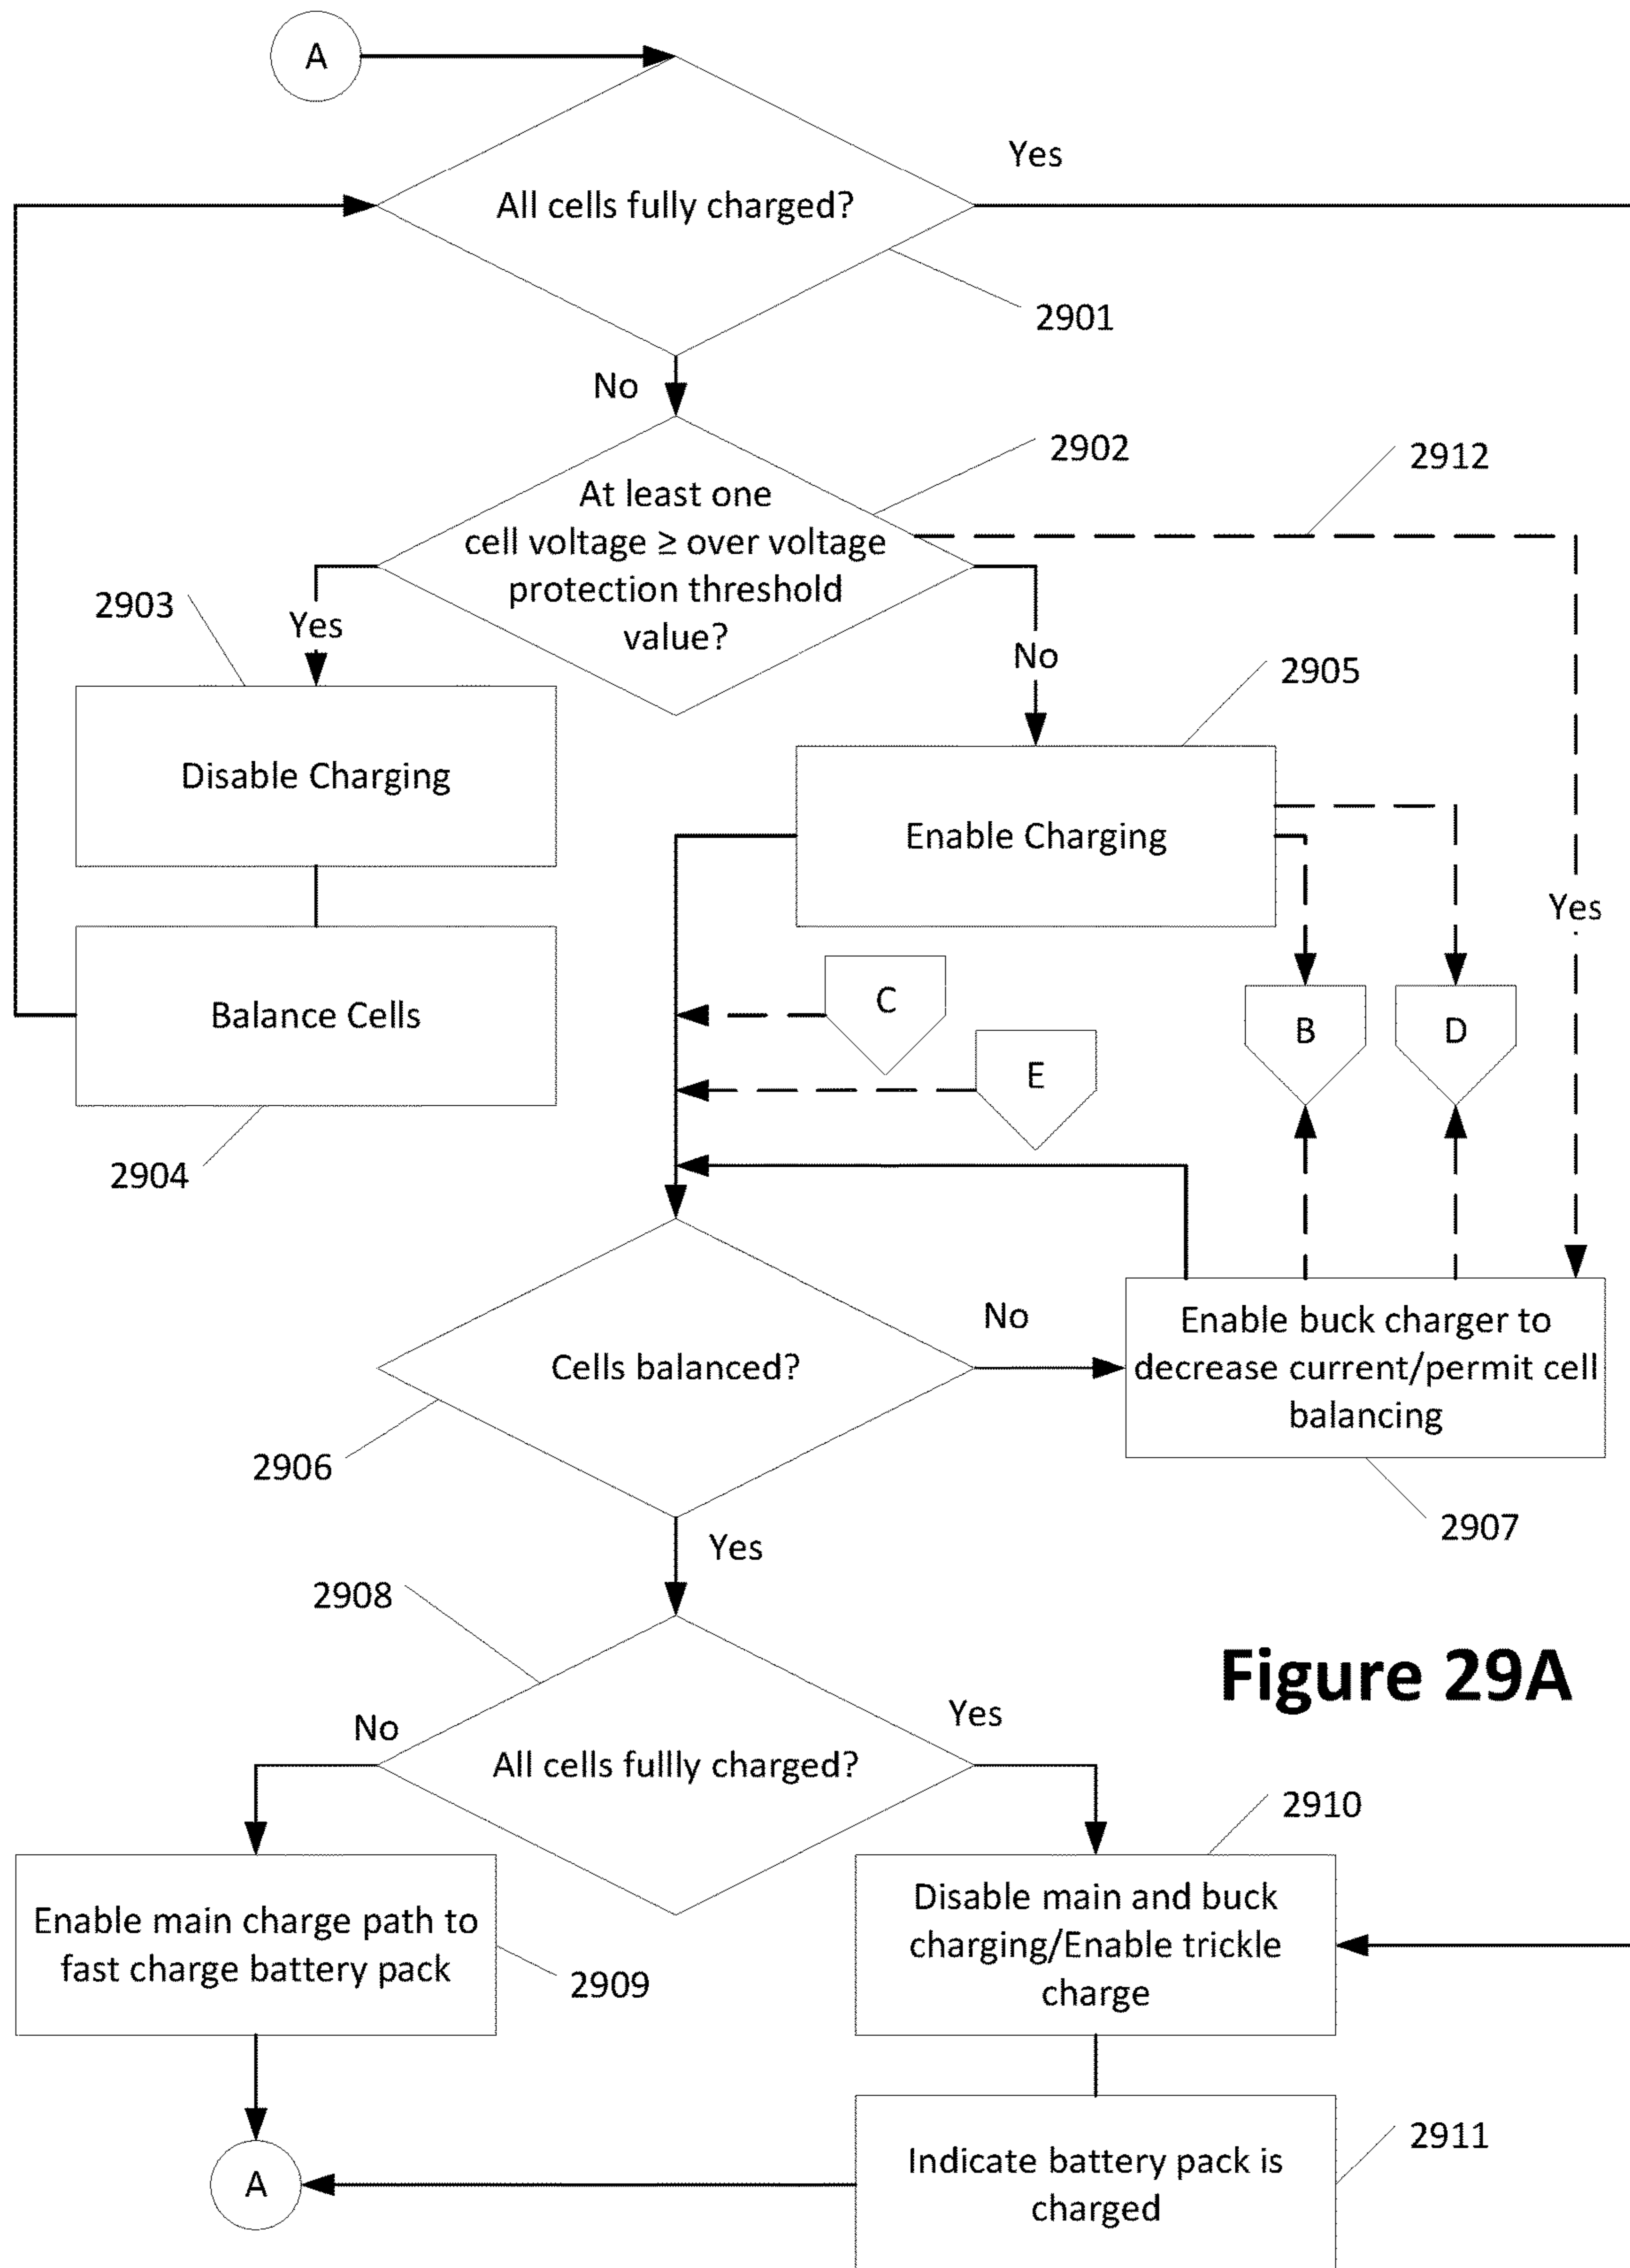 A
Yes
All cells fully charged?
2901
No
2902
2912
At least one
cell voltage ≥ over voltage
protection threshold
value?
2903
Yes
No
2905
Disable Charging
Enable Charging
Yes
C
B
D
Balance Cells
E
2904
No
Enable buck charger to
decrease current/permit cell
balancing
Cells balanced?
2906
2907
Yes
2908
Figure 29A
No
Yes
All cells fullly charged?
2910
Enable main charge path to
fast charge battery pack
2909
Disable main and buck
charging/Enable trickle
charge
2911
A
Indicate battery pack is
charged